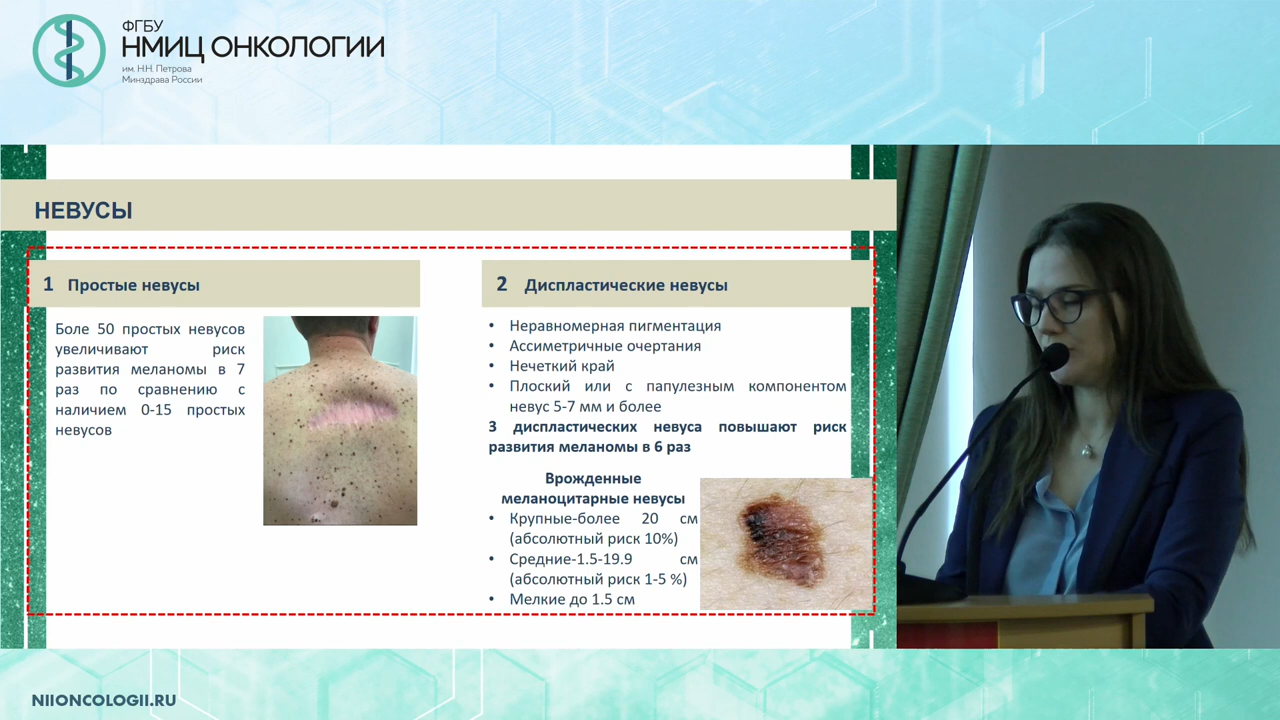 ФГБУ
НМИЦ ОНКОЛОГИИ
им. Н.Н. Петрова
Минздрава России
НЕВУСЫ
1 Простые невусы
Боле 50 простых невусов
увеличивают риск
развития меланомы в 7
раз по сравнению с
наличием 0-15 простых
невусов
2 Диспластические невусы
• Неравномерная пигментация
• Ассиметричные очертания
• Нечеткий край
• Плоский или с папулезным компонентом
невус 5-7 мм и более
3 диспластических невуса повышают риск
развития меланомы в 6 раз
Врожденные
меланоцитарные невусы
• Крупные-более 20 см
(абсолютный риск 10%)
• Средние-1.5-19.9 см
(абсолютный риск 1-5 %)
• Мелкие до 1.5 см
NIIONCOLOGII.RU